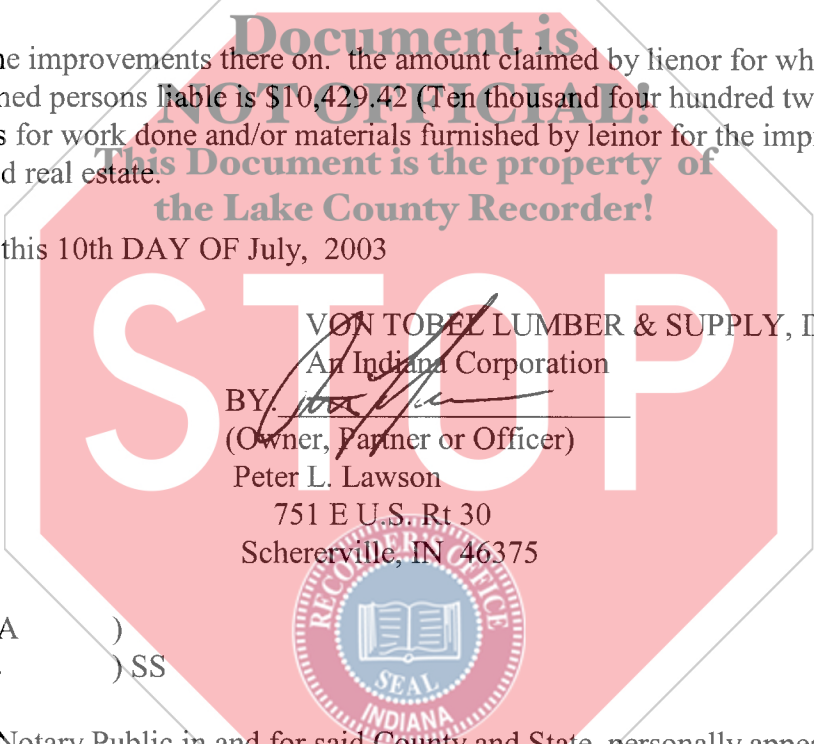 Document is
ne improvements there on. the amount claimed by lienor for wh
NOT OFFICIAL!
ned persons liable is $10,429.42 (Ten thousand four hundred tw
s for work done and/or materials furnished by leinor for the imp
This Document is the property of
d real estate.
the Lake County Recorder!
this 10th DAY OF July, 2003
STOP
VON TOBEL LUMBER & SUPPLY, I
An Indiana Corporation
BY.
(Owner, Partner or Officer)
Peter L. Lawson
751 E U.S. Rt 30
Schererville, IN 46375
RECORDER'S OFFICE
A )
) SS
SEAL
INDIANA
Notary Public in and for said County and State, personally appea